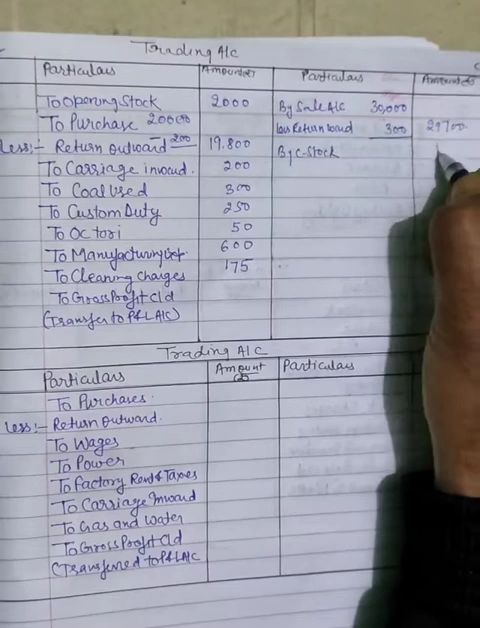 Trading A/C
Particulars Amount Particulars Amount
To Opening Stock 2000 By Sale A/C 30,000
To Purchase 20000 less Return Inward 300 29700
Less:- Return outward 200 19.800 By C-Stock
To Carriage inward. 200
To Coal Used 300
To Custom Duty 250
To Octori 50
To Manufacturing 600
To Cleaning Charges 175
To Gross Profit C/d
(Transfer to P&L A/C)
Trading A/C
Particulars Amount Particulars
To Purchases.
Less:- Return outward.
To Wages
To Power
To Factory Rent & Taxes
To Carriage Inward
To Gas and Water
To Gross Profit C/d
(Transferred to P&L A/C